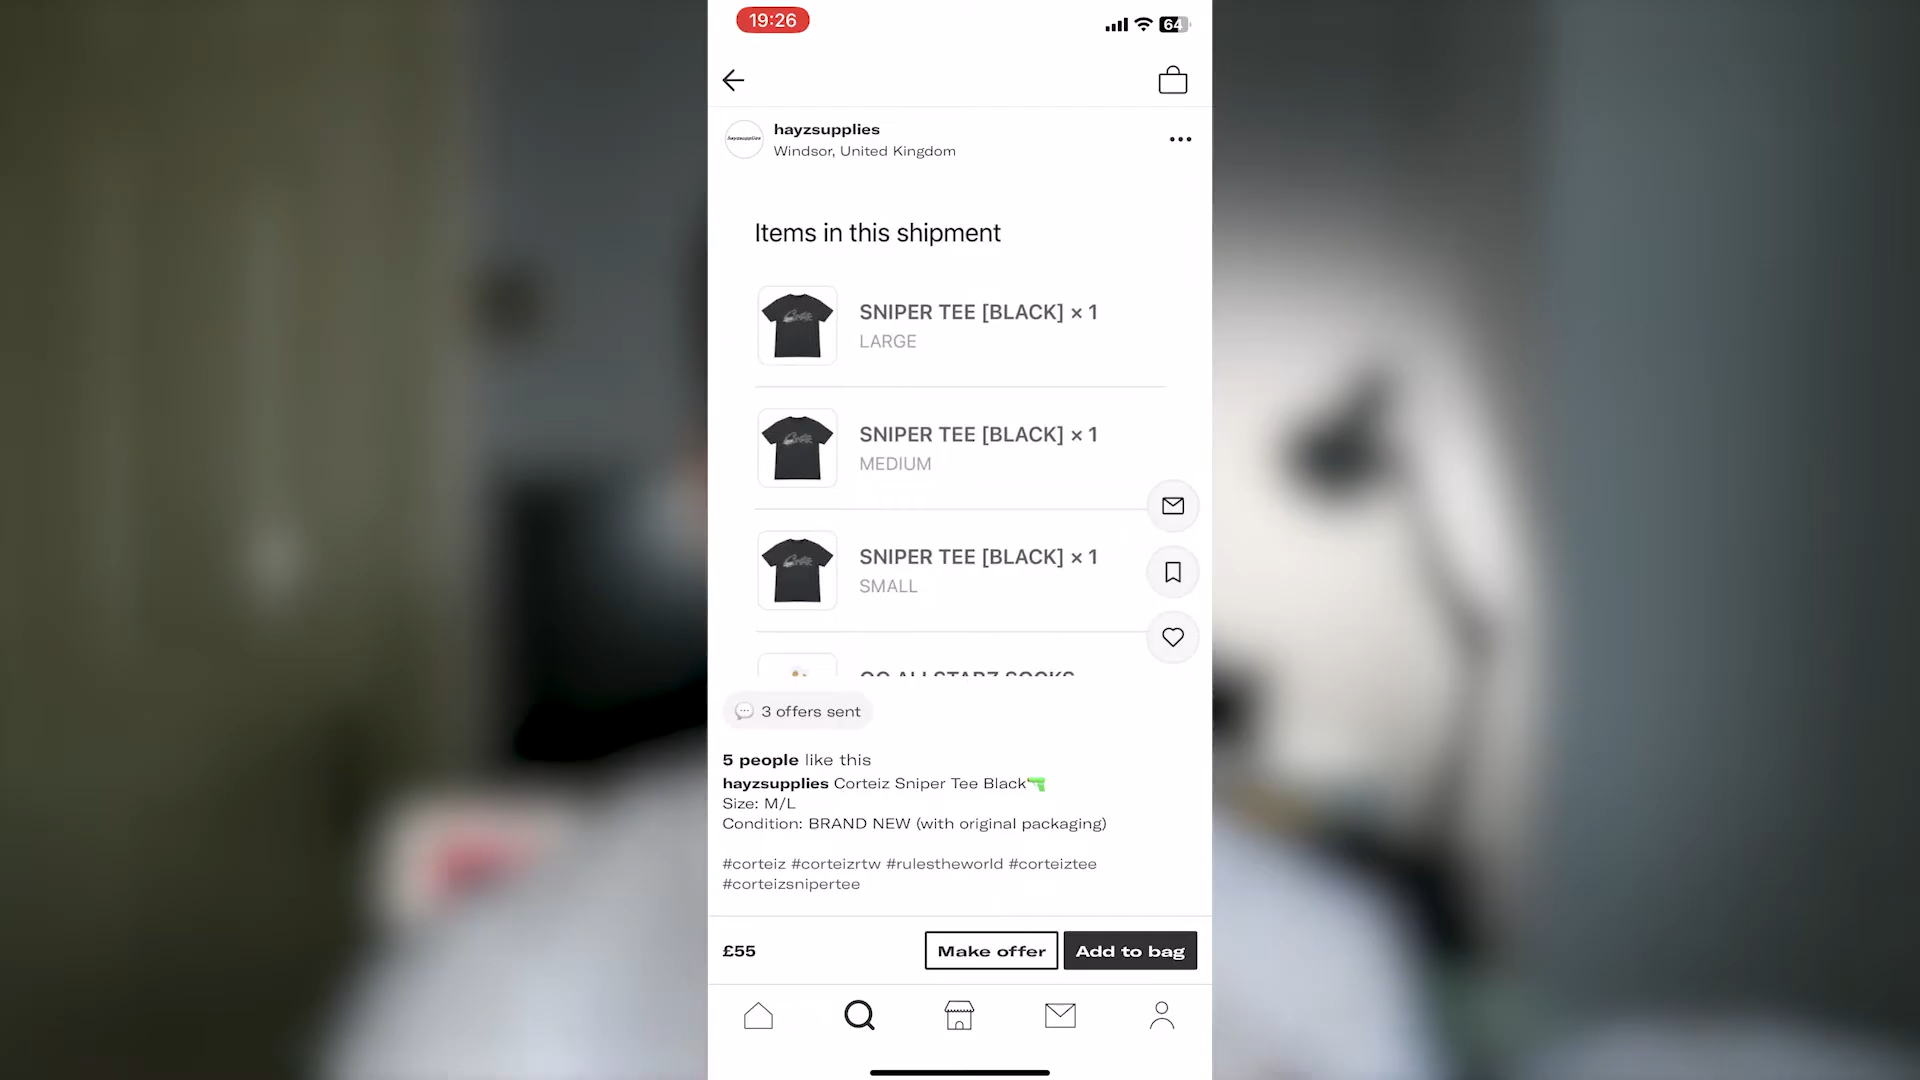 19:26
64
hayzsupplies
hayzsupplies
Windsor, United Kingdom
Items in this shipment
SNIPER TEE [BLACK] × 1
LARGE
SNIPER TEE [BLACK] × 1
MEDIUM
SNIPER TEE [BLACK] × 1
SMALL
OG ALLSTARZ SOCKS
3 offers sent
5 people like this
hayzsupplies Corteiz Sniper Tee Black🔫
Size: M/L
Condition: BRAND NEW (with original packaging)
#corteiz #corteizrtw #rulestheworld #corteiztee
#corteizsnipertee
£55
Make offer
Add to bag